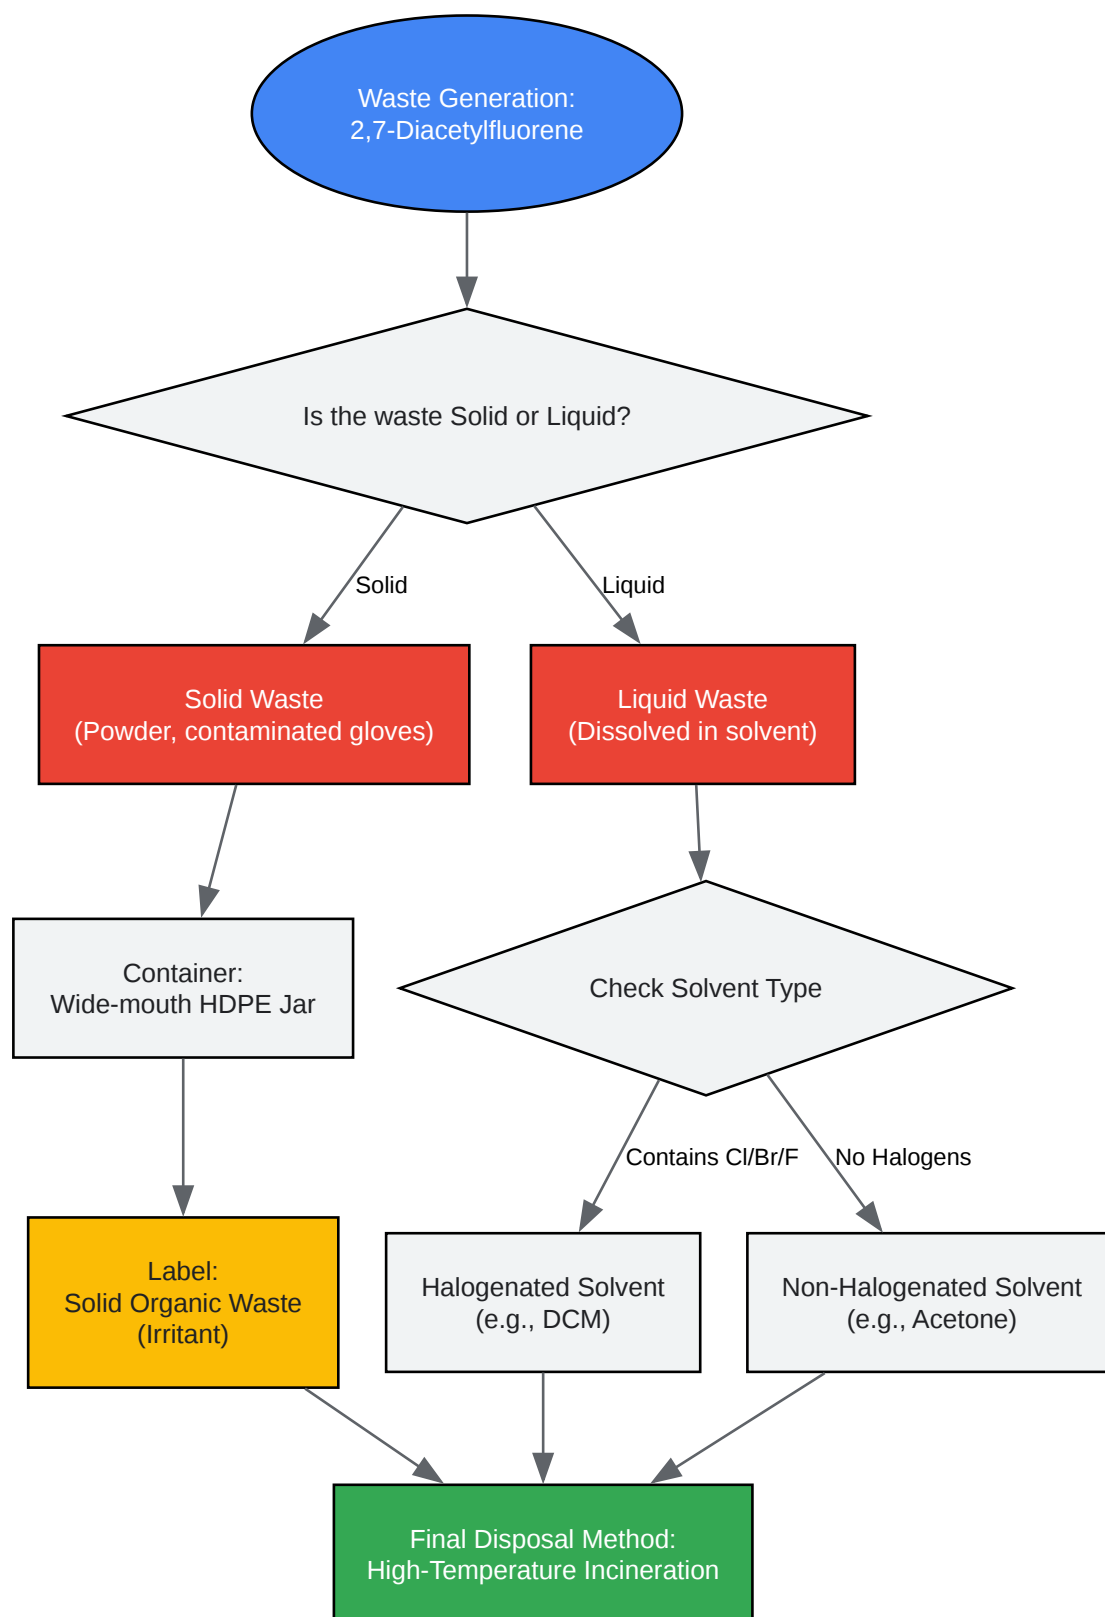 Waste Generation:
2,7-Diacetylfluorene
Is the waste Solid or Liquid?
Solid
Liquid
Solid Waste
(Powder, contaminated gloves)
Liquid Waste
(Dissolved in solvent)
Container:
Wide-mouth HDPE Jar
Check Solvent Type
Contains Cl/Br/F
No Halogens
Label:
Solid Organic Waste
(Irritant)
Halogenated Solvent
(e.g., DCM)
Non-Halogenated Solvent
(e.g., Acetone)
Final Disposal Method:
High-Temperature Incineration